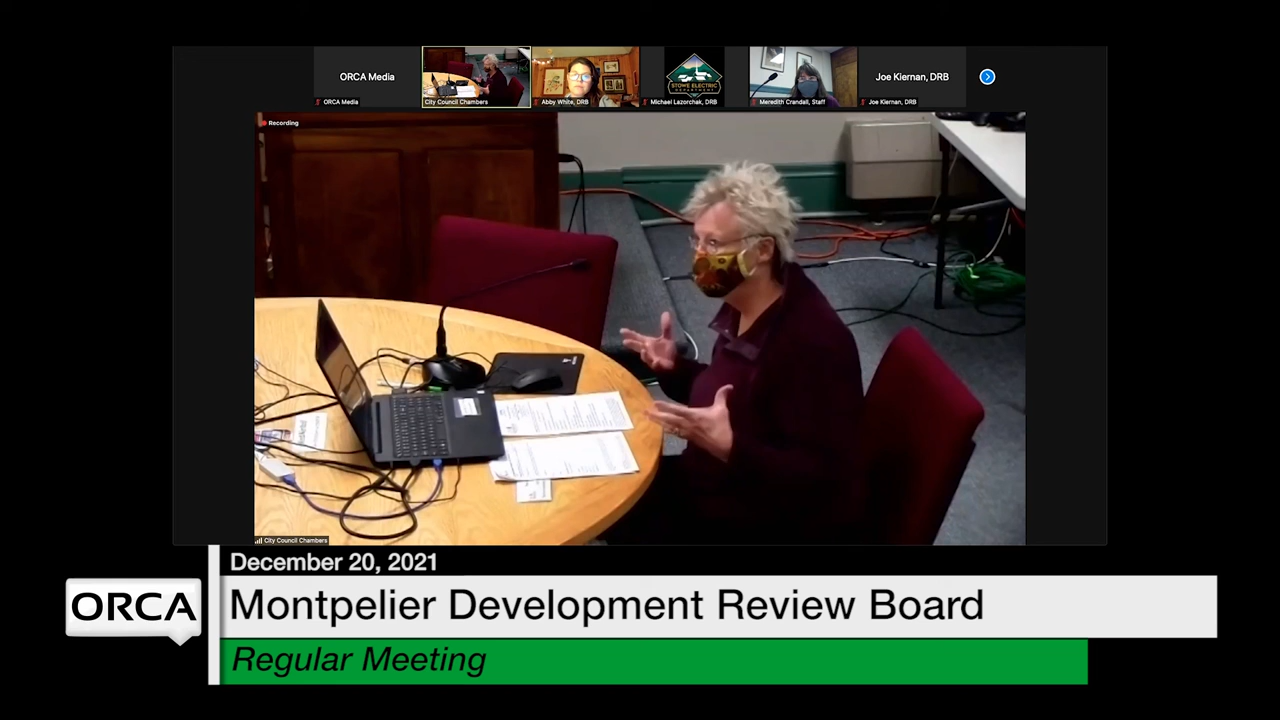 ORCA Media
Joe Kiernan, DRB
STOWE ELECTRIC
DEPARTMENT
ORCA Media
City Council Chambers
Abby White, DRB
Michael Lazorchak, DRB
Meredith Crandall, Staff
Joe Kiernan, DRB
Recording
City Council Chambers
December 20, 2021
ORCA
Montpelier Development Review Board
Regular Meeting